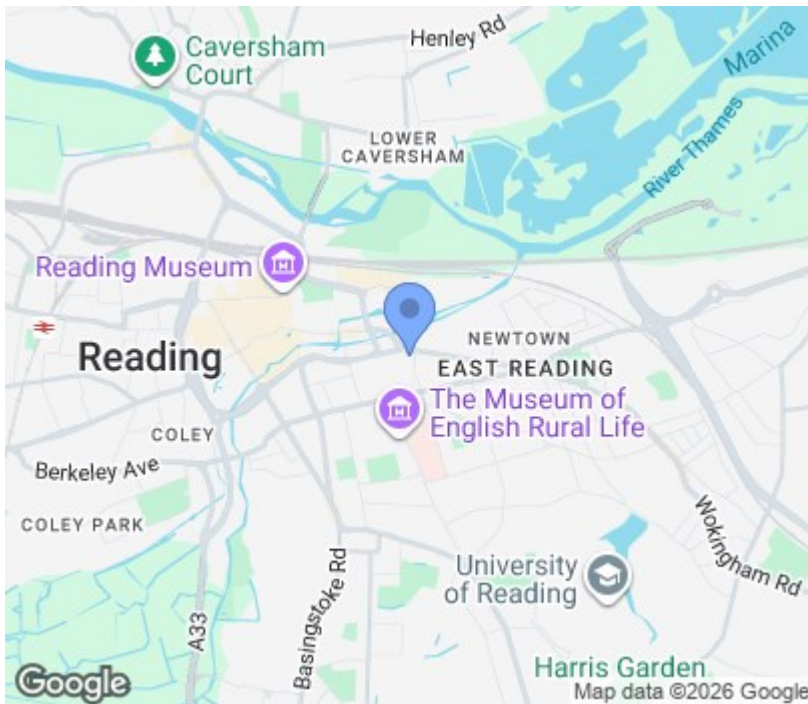 Caversham
Court
Henley Rd
Marina
LOWER
CAVERSHAM
River Thames
Reading Museum
Reading
NEWTOWN
EAST READING
The Museum of
English Rural Life
COLEY
Berkeley Ave
COLEY PARK
Wokingham Rd
University
of Reading
Basingstoke Rd
A33
Harris Garden
Google
Map data ©2026 Google